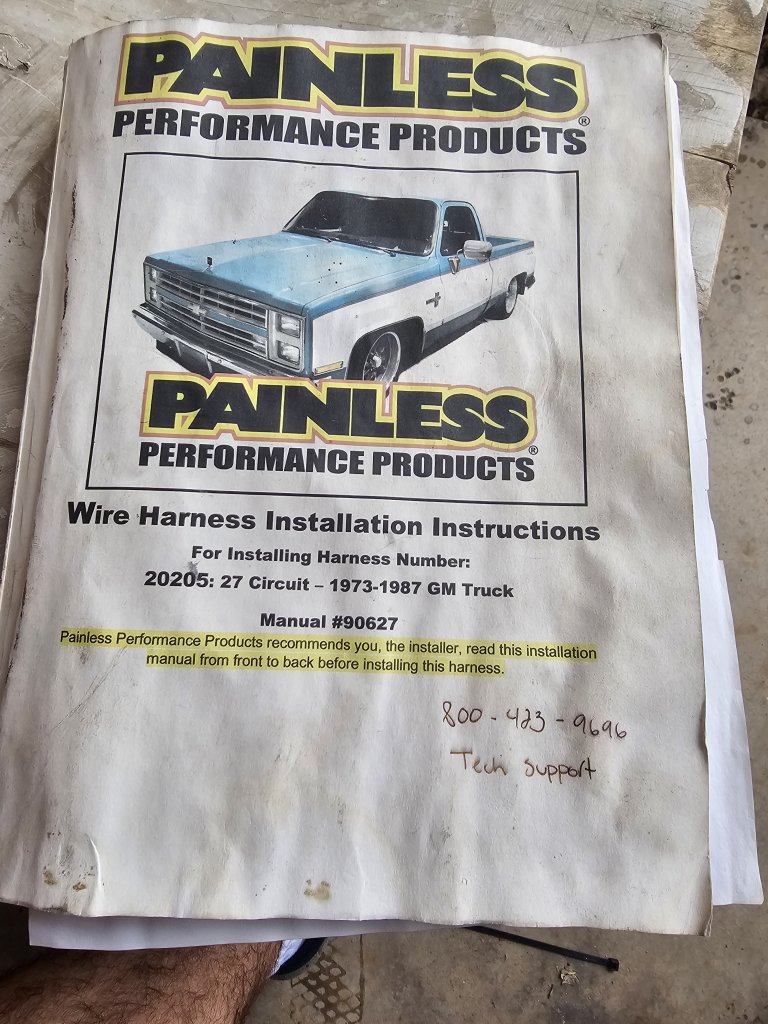 PAINLESS
PERFORMANCE PRODUCTS®
PAINLESS
PERFORMANCE PRODUCTS®
Wire Harness Installation Instructions
For Installing Harness Number:
20205: 27 Circuit – 1973-1987 GM Truck
Manual #90627
Painless Performance Products recommends you, the installer, read this installation
manual from front to back before installing this harness.
800-423-9696
Tech Support